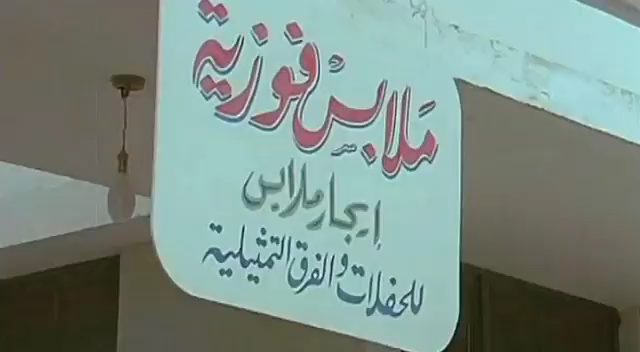 ملابس فوزية
إيجار ملابس
للحفلات والفرق التمثيلية